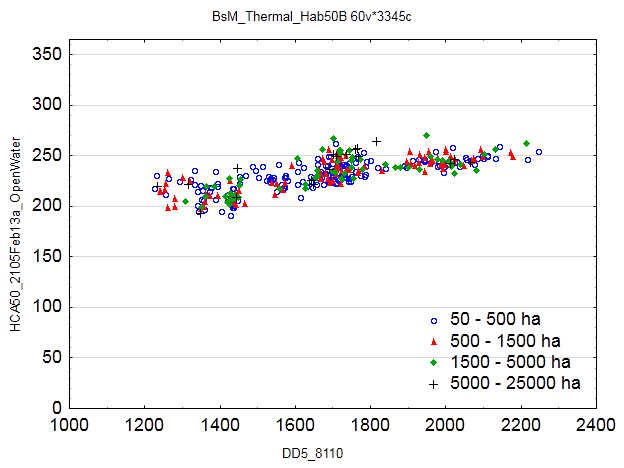 BsM_Thermal_Hab50B 60v*3345c
HCA50_2105Feb13a_OpenWater
350
300
250
200
150
100
50
0
50 - 500 ha
500 - 1500 ha
1500 - 5000 ha
5000 - 25000 ha
1000 1200 1400 1600 1800 2000 2200 2400
DD5_8110